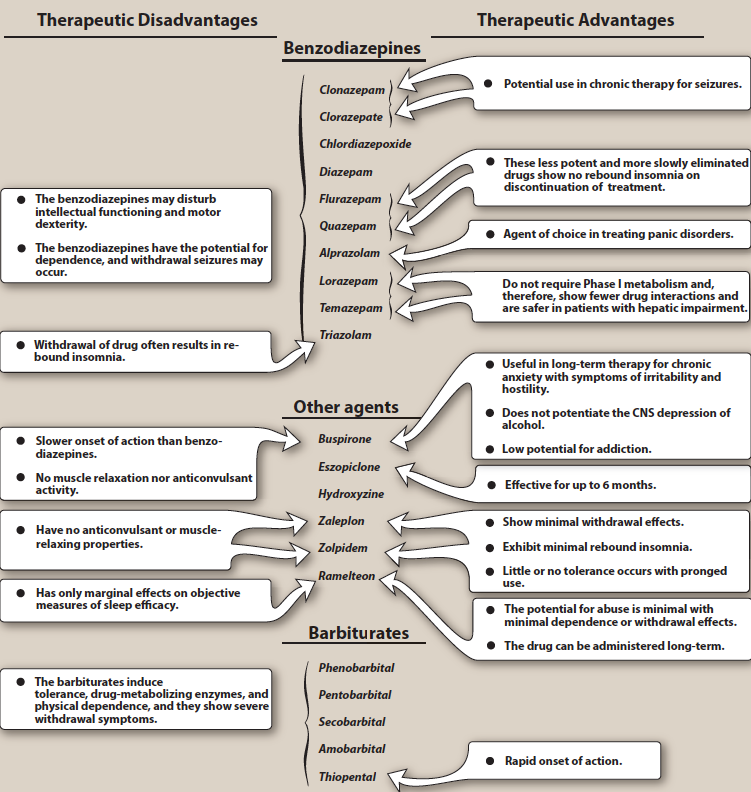 Therapeutic Disadvantages
Therapeutic Advantages
Benzodiazepines
Clonazepam
Clorazepate
Chlordiazepoxide
Diazepam
Flurazepam
Quazepam
Alprazolam
Lorazepam
Temazepam
Triazolam
● Potential use in chronic therapy for seizures.
● These less potent and more slowly eliminated
drugs show no rebound insomnia on
discontinuation of treatment.
● Agent of choice in treating panic disorders.
Do not require Phase I metabolism and,
therefore, show fewer drug interactions and
are safer in patients with hepatic impairment.
● The benzodiazepines may disturb
intellectual functioning and motor
dexterity.
● The benzodiazepines have the potential for
dependence, and withdrawal seizures may
occur.
● Withdrawal of drug often results in re-
bound insomnia.
Other agents
Buspirone
Eszopiclone
Hydroxyzine
Zaleplon
Zolpidem
Ramelteon
● Useful in long-term therapy for chronic
anxiety with symptoms of irritability and
hostility.
● Does not potentiate the CNS depression of
alcohol.
● Low potential for addiction.
● Effective for up to 6 months.
● Show minimal withdrawal effects.
● Exhibit minimal rebound insomnia.
● Little or no tolerance occurs with pronged
use.
● The potential for abuse is minimal with
minimal dependence or withdrawal effects.
● The drug can be administered long-term.
● Slower onset of action than benzo-
diazepines.
● No muscle relaxation nor anticonvulsant
activity.
● Have no anticonvulsant or muscle-
relaxing properties.
● Has only marginal effects on objective
measures of sleep efficacy.
Barbiturates
Phenobarbital
Pentobarbital
Secobarbital
Amobarbital
Thiopental
● The barbiturates induce
tolerance, drug-metabolizing enzymes, and
physical dependence, and they show severe
withdrawal symptoms.
● Rapid onset of action.